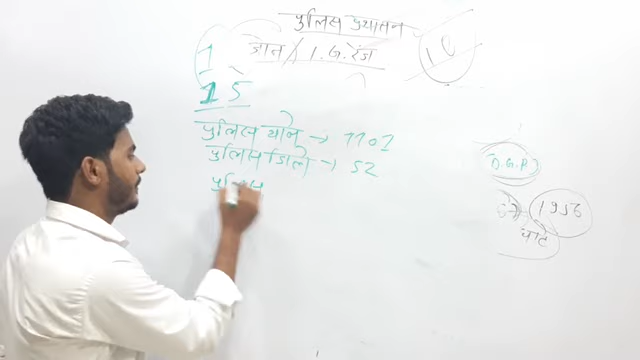 पुलिस प्रशासन
जोन / I.G. रेंज
10
1
15
पुलिस थाने → 1101
पुलिस जिले → 52
पुलिस
D.G.P
1956